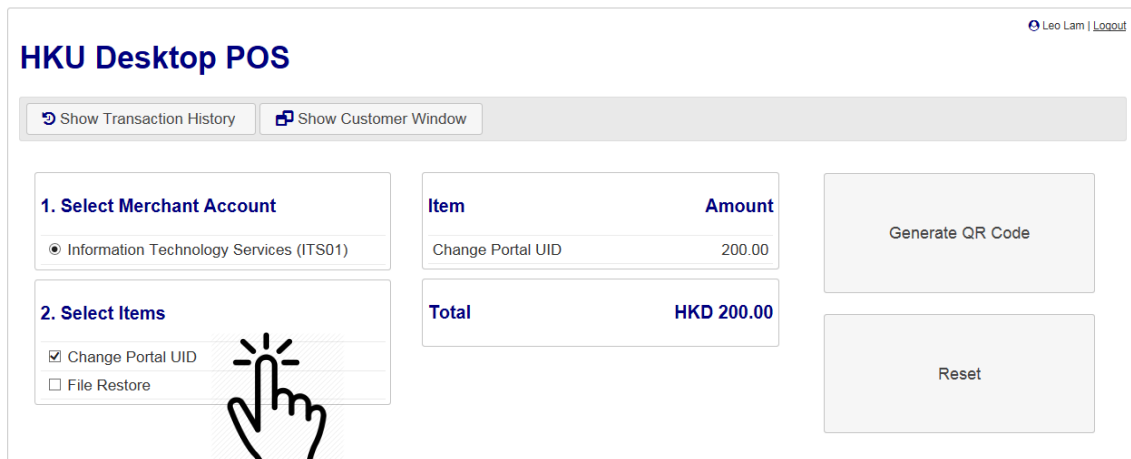 Leo Lam | Logout
HKU Desktop POS
Show Transaction History
Show Customer Window
1. Select Merchant Account
Information Technology Services (ITS01)
2. Select Items
Change Portal UID
File Restore
Item Amount
Change Portal UID 200.00
Total HKD 200.00
Generate QR Code
Reset